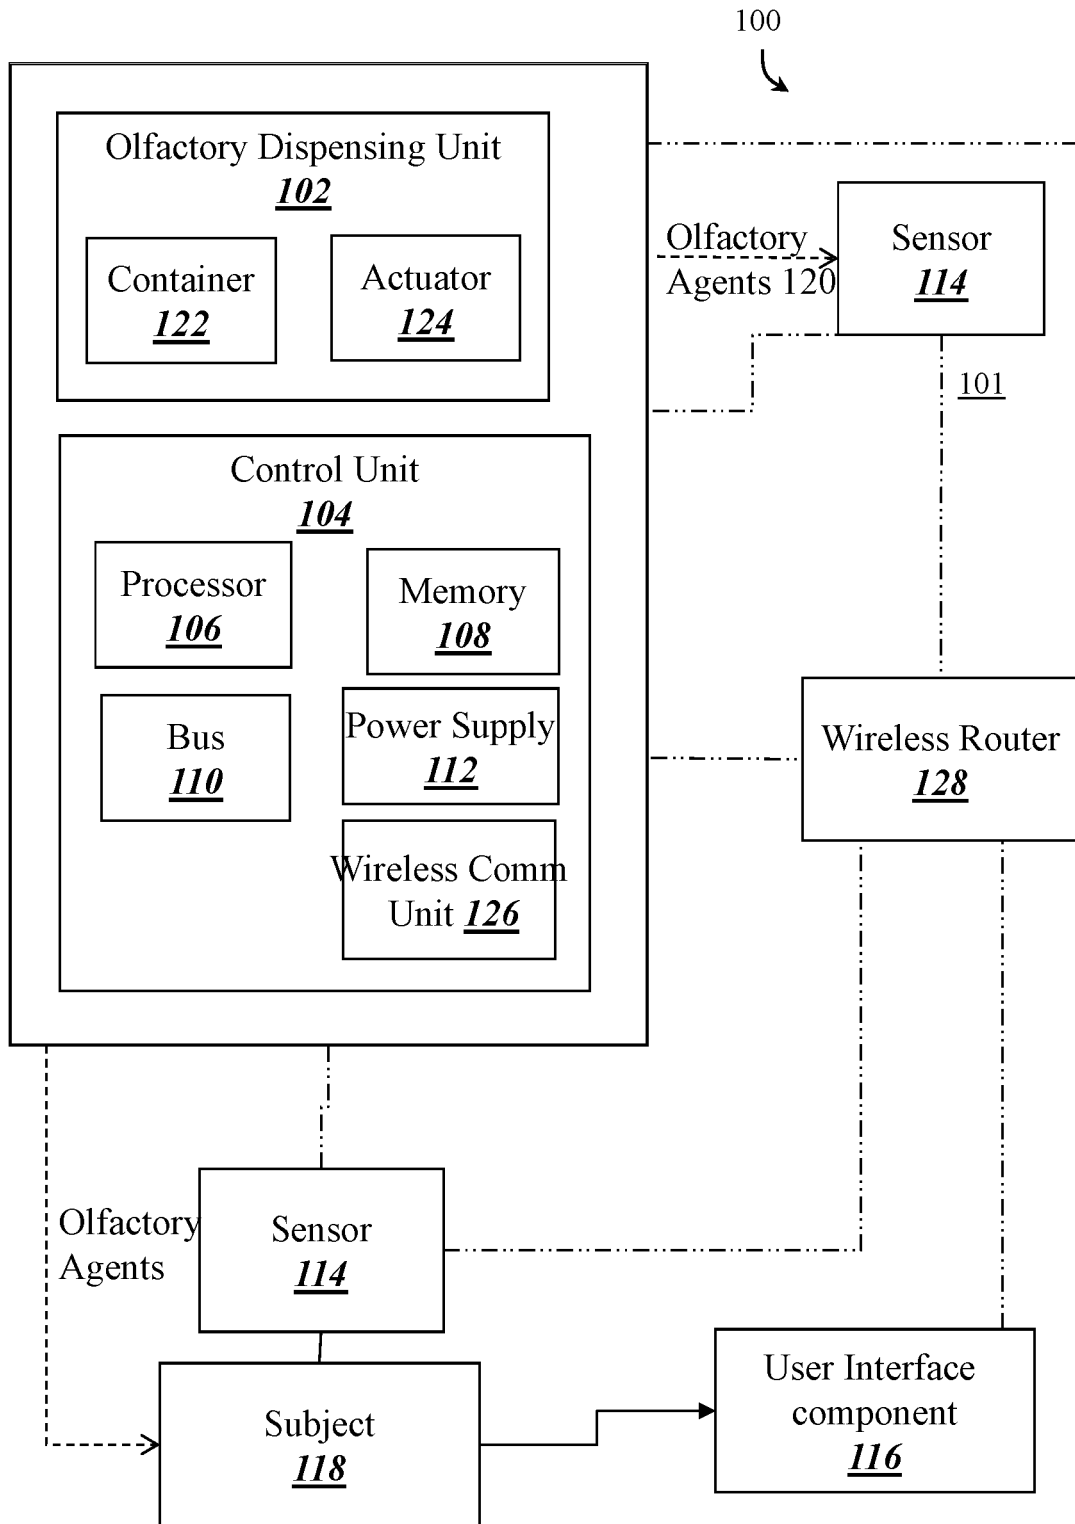 100
Olfactory Dispensing Unit
102
Container
122
Actuator
124
Olfactory
Agents 120
Sensor
114
101
Control Unit
104
Processor
106
Memory
108
Bus
110
Power Supply
112
Wireless Comm
Unit 126
Wireless Router
128
Olfactory
Agents
Sensor
114
Subject
118
User Interface
component
116